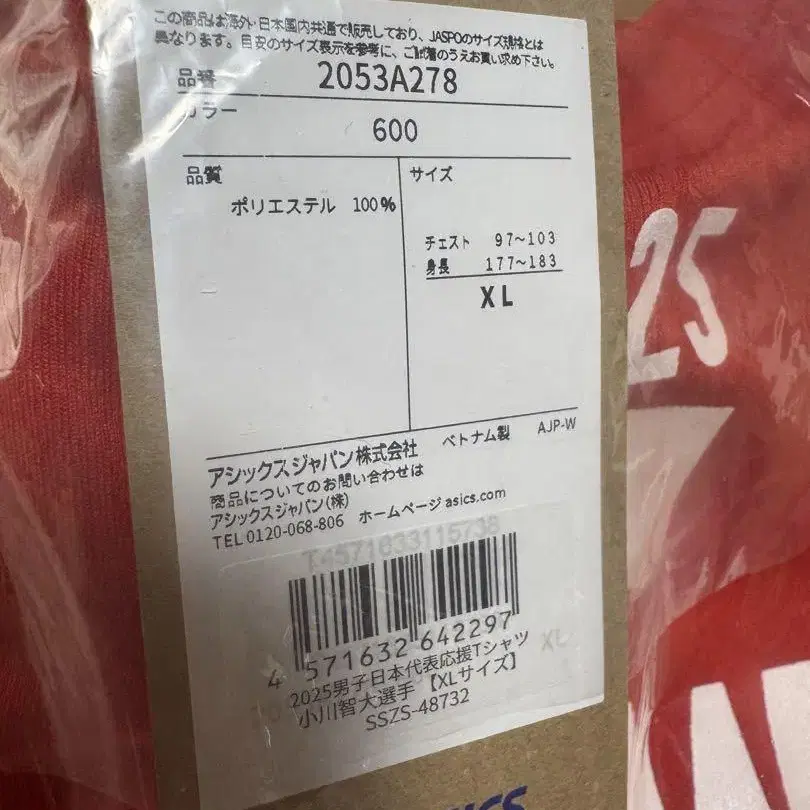 この商品は海外・日本国内共通で販売しており、JASPOのサイズ規格とは
異なります。目安のサイズ表示を参考に、ご試着のうえお買い求め下さい。
品番 2053A278
カラー
600
品質
サイズ
ポリエステル 100%
チェスト 97〜103
身長 177〜183
XL
アシックスジャパン株式会社 ベトナム製 AJP-W
商品についてのお問い合わせは
アシックスジャパン(株)
TEL 0120-068-806 ホームページ asics.com
4 571632 642297
2025男子日本代表応援Tシャツ
小川智大選手 【XLサイズ】
SSZS-48732
XL
25